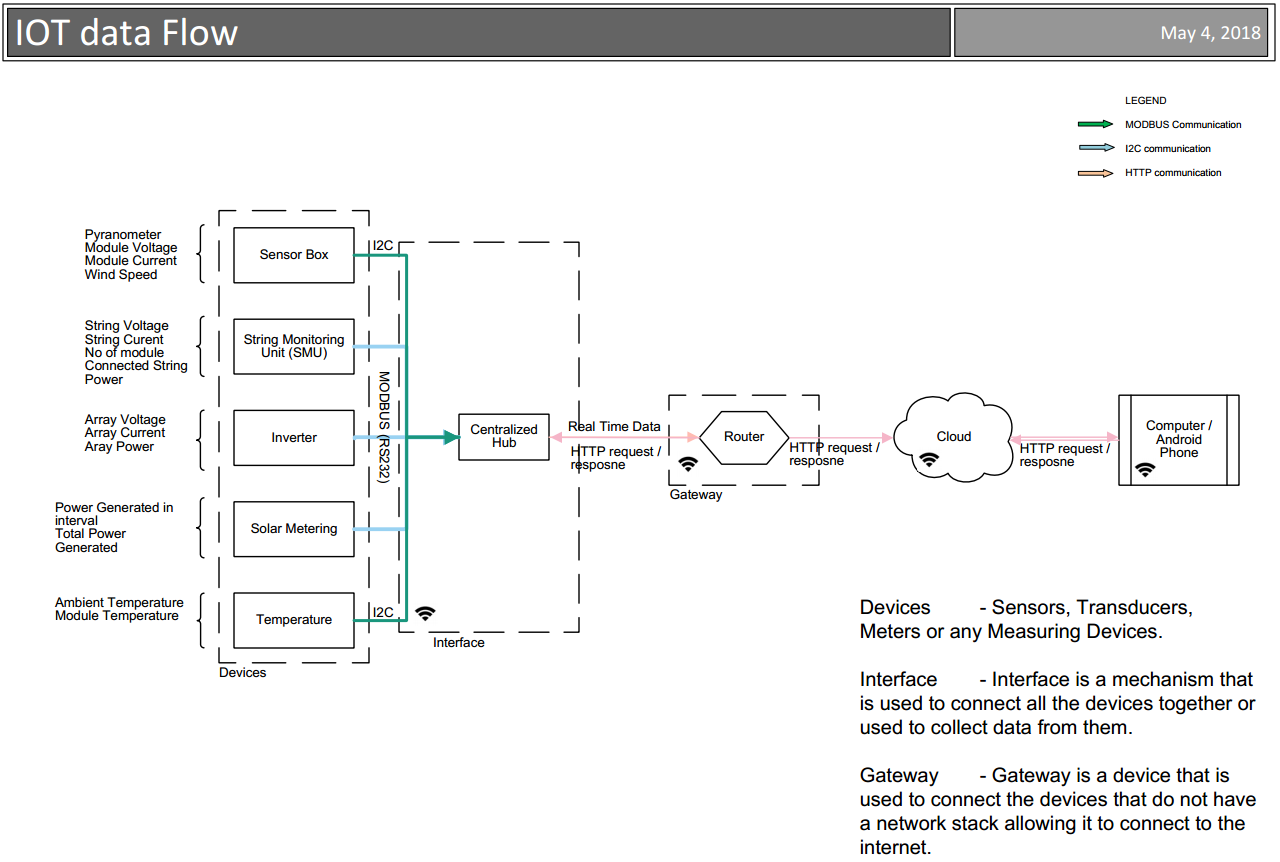 IOT data Flow
May 4, 2018
LEGEND
MODBUS Communication
I2C communication
HTTP communication
Pyranometer
Module Voltage
Module Current
Wind Speed
Sensor Box
I2C
String Voltage
String Curent
No of module
Connected String
Power
String Monitoring
Unit (SMU)
MODBUS (RS232)
Array Voltage
Array Current
Aray Power
Inverter
Centralized
Hub
Real Time Data
HTTP request /
resposne
Router
Gateway
HTTP request /
resposne
Cloud
HTTP request /
resposne
Computer /
Android
Phone
Power Generated in
interval
Total Power
Generated
Solar Metering
Ambient Temperature
Module Temperature
Temperature
I2C
Interface
Devices
Devices - Sensors, Transducers,
Meters or any Measuring Devices.
Interface - Interface is a mechanism that
is used to connect all the devices together or
used to collect data from them.
Gateway - Gateway is a device that is
used to connect the devices that do not have
a network stack allowing it to connect to the
internet.